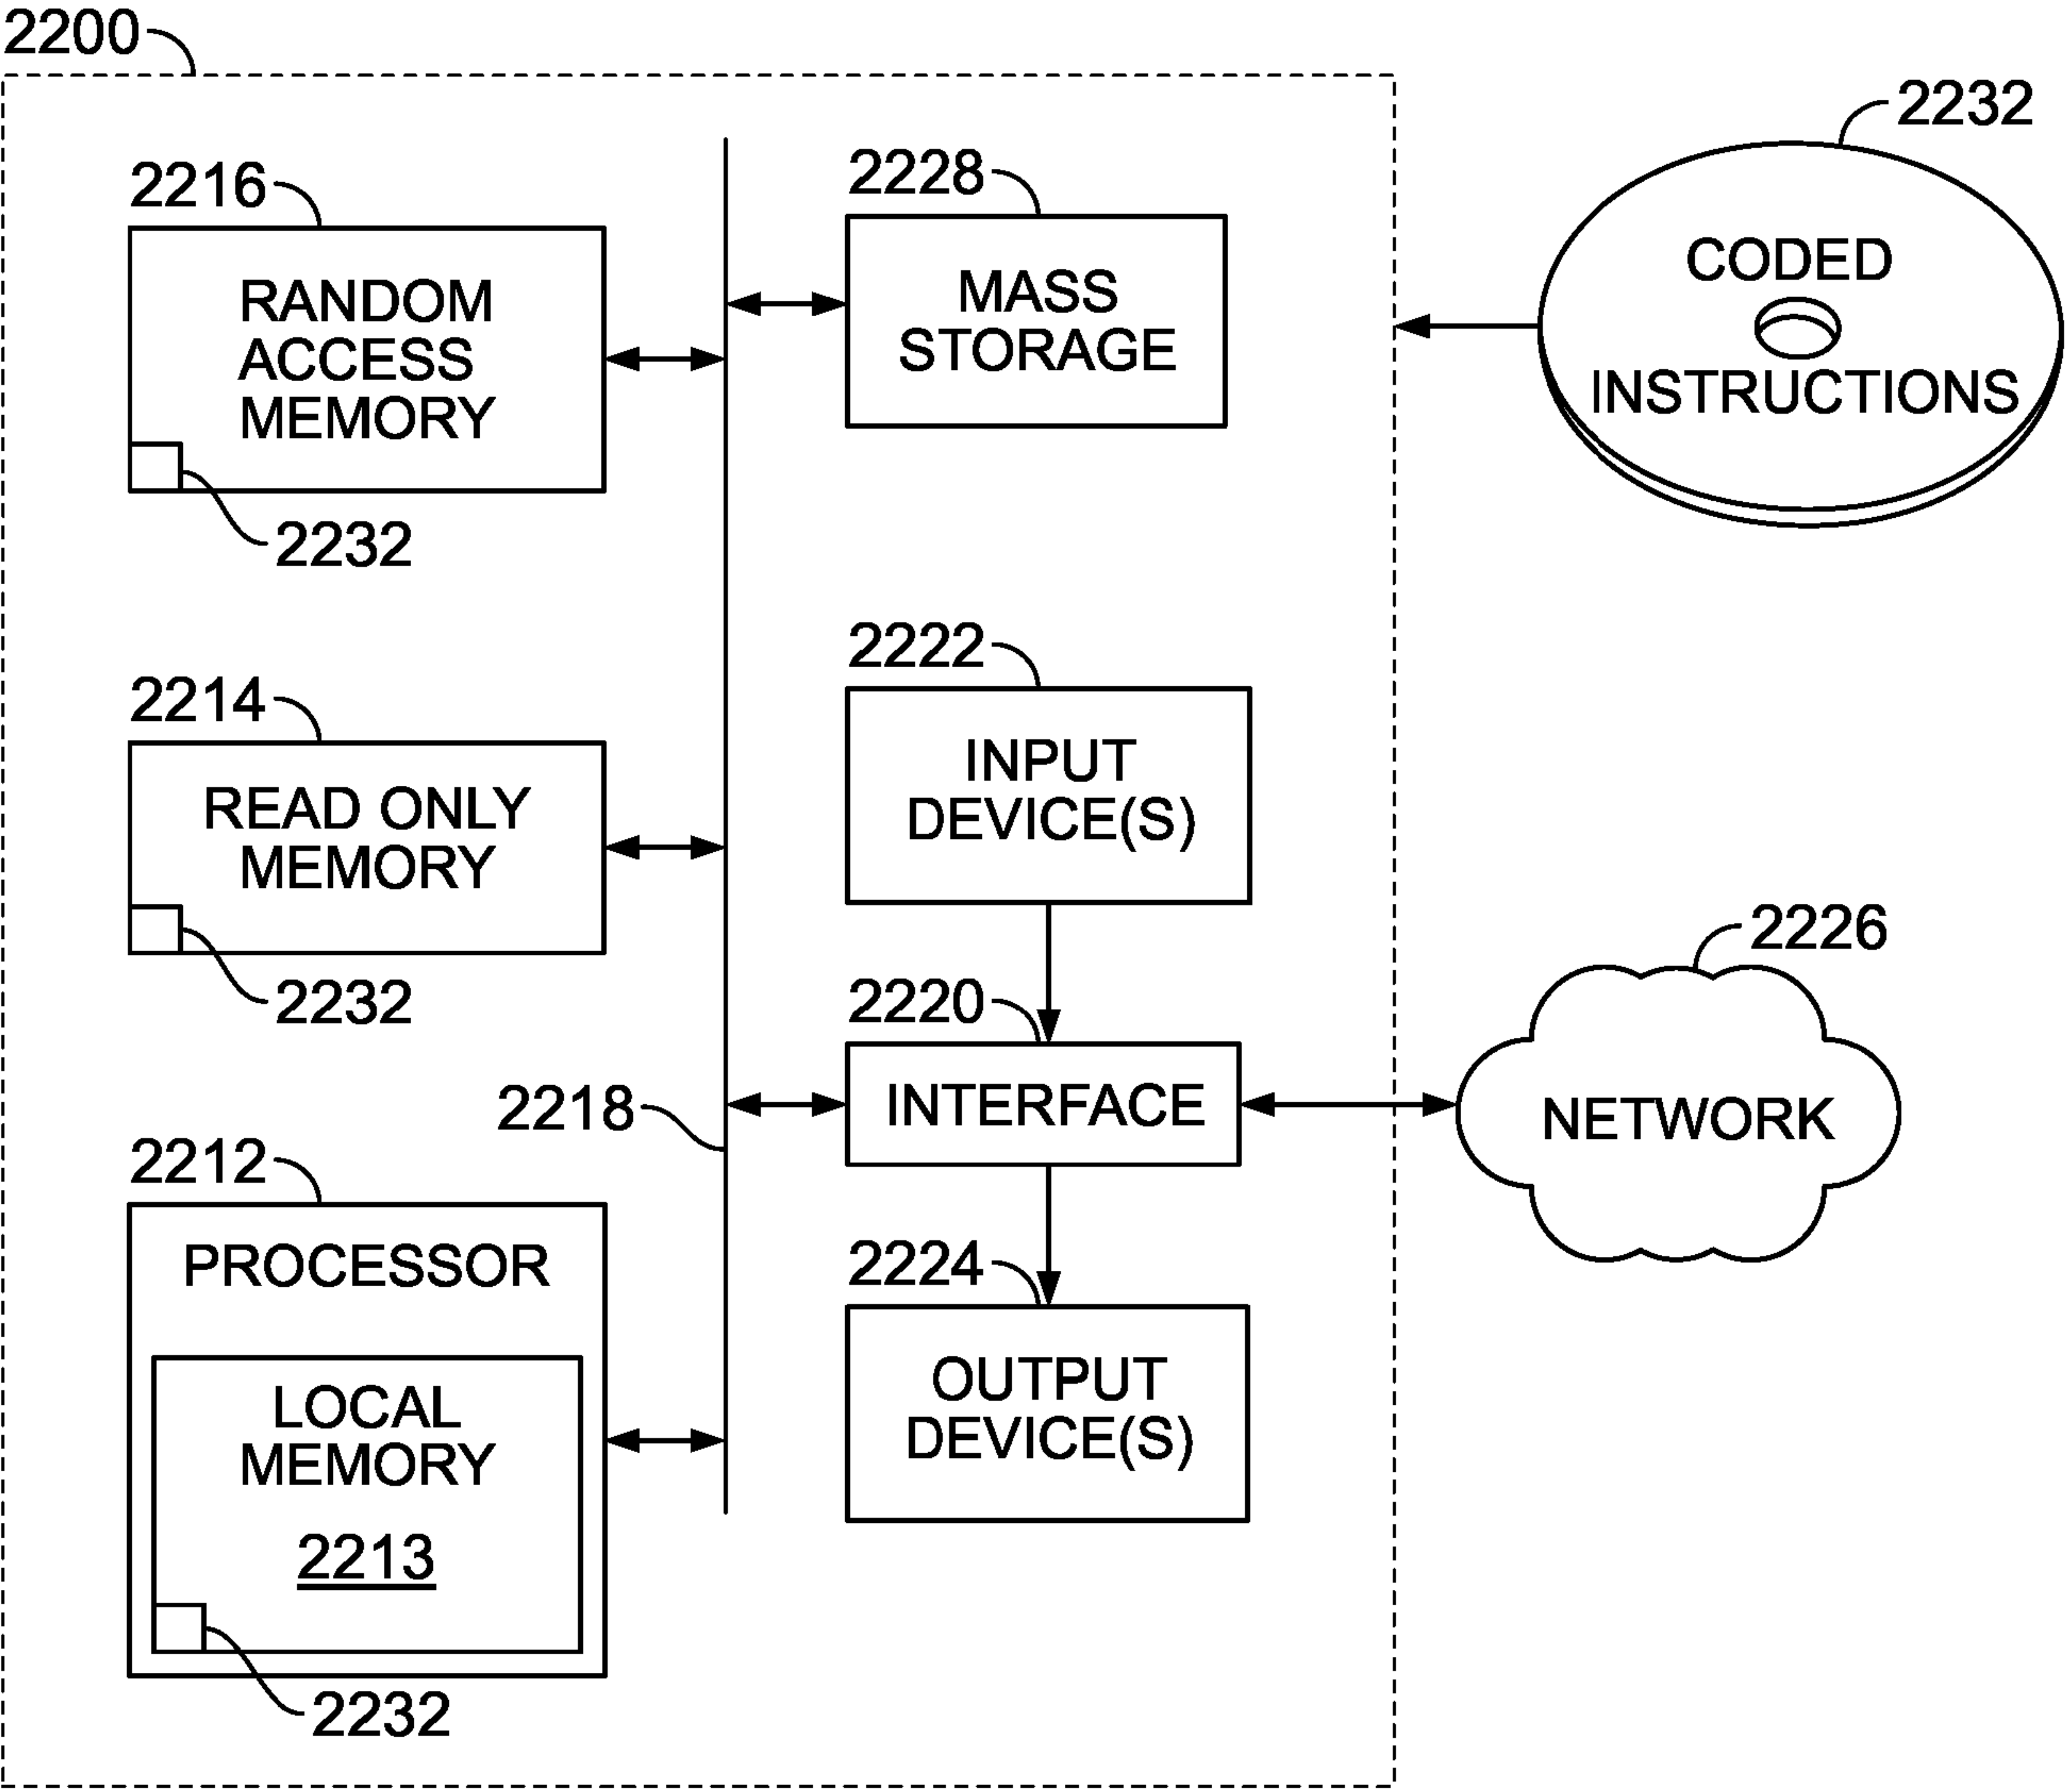 2200
2232
2216
RANDOM
ACCESS
MEMORY
2232
2228
MASS
STORAGE
CODED
INSTRUCTIONS
2214
READ ONLY
MEMORY
2232
2222
INPUT
DEVICE(S)
2220
INTERFACE
2226
NETWORK
2218
2212
PROCESSOR
LOCAL
MEMORY
2213
2232
2224
OUTPUT
DEVICE(S)